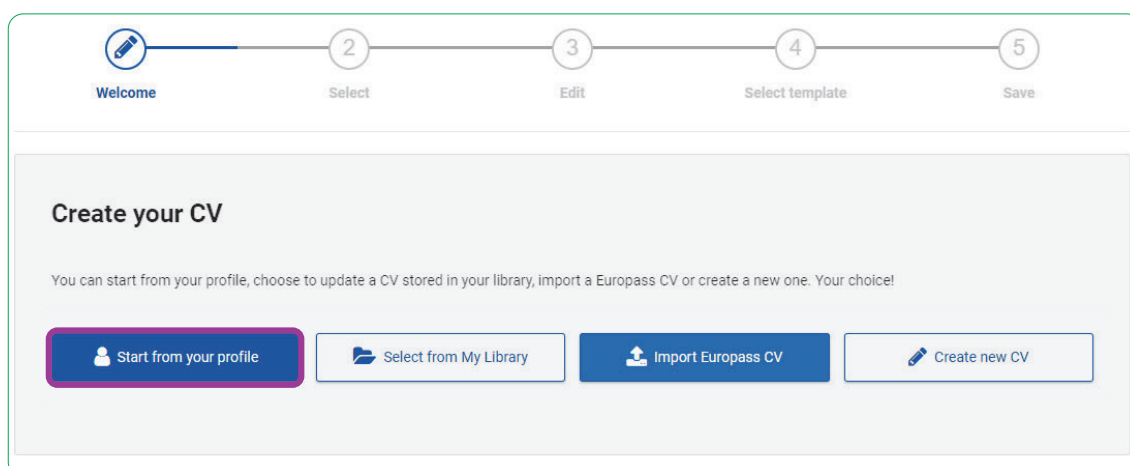 2 3 4 5
Welcome Select Edit Select template Save
Create your CV
You can start from your profile, choose to update a CV stored in your library, import a Europass CV or create a new one. Your choice!
Start from your profile Select from My Library Import Europass CV Create new CV